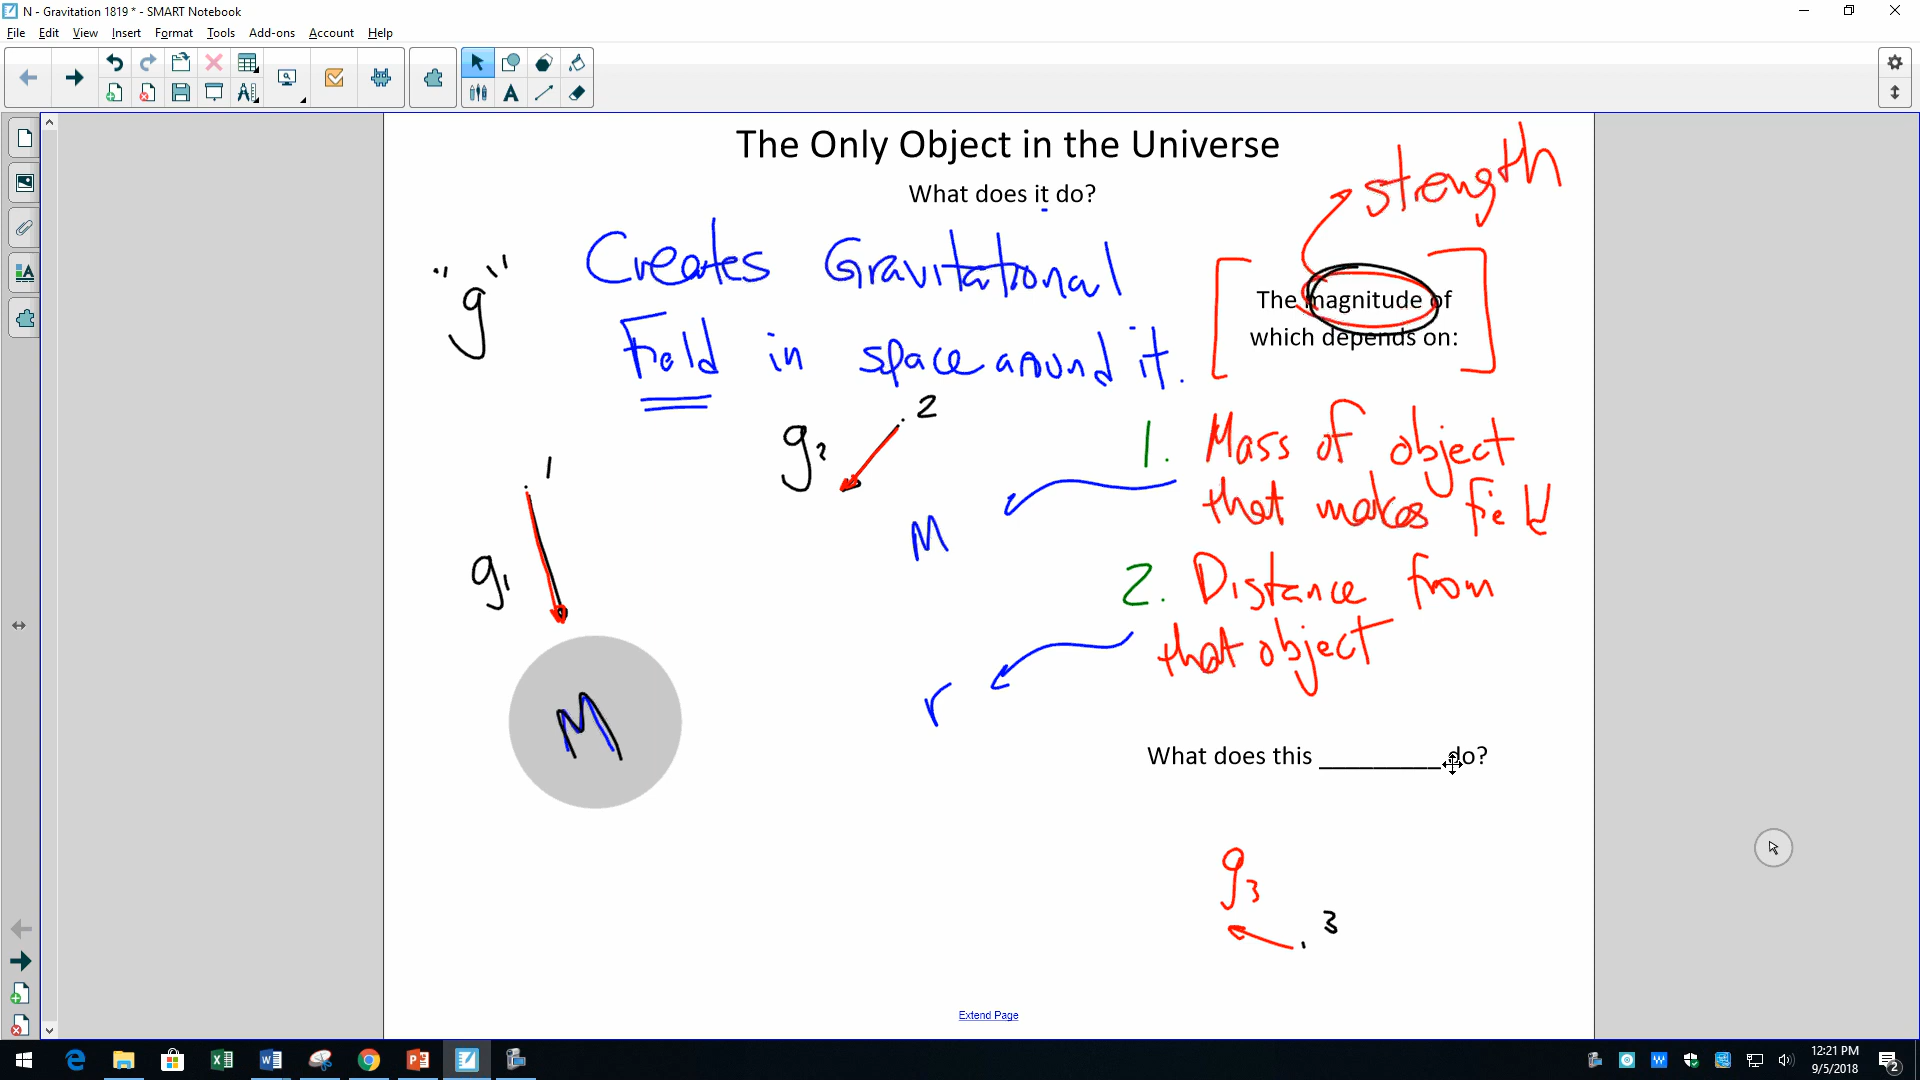 N - Gravitation 1819 * - SMART Notebook
File Edit View Insert Format Tools Add-ons Account Help
The Only Object in the Universe
What does it do?
strength
"g"
Creates Gravitational
Field in space around it.
The magnitude of
which depends on:
1. Mass of object
that makes field
M
2. Distance from
that object
r
2
g2
1
g1
M
What does this _________ do?
g3
3
Extend Page
12:21 PM
9/5/2018
2